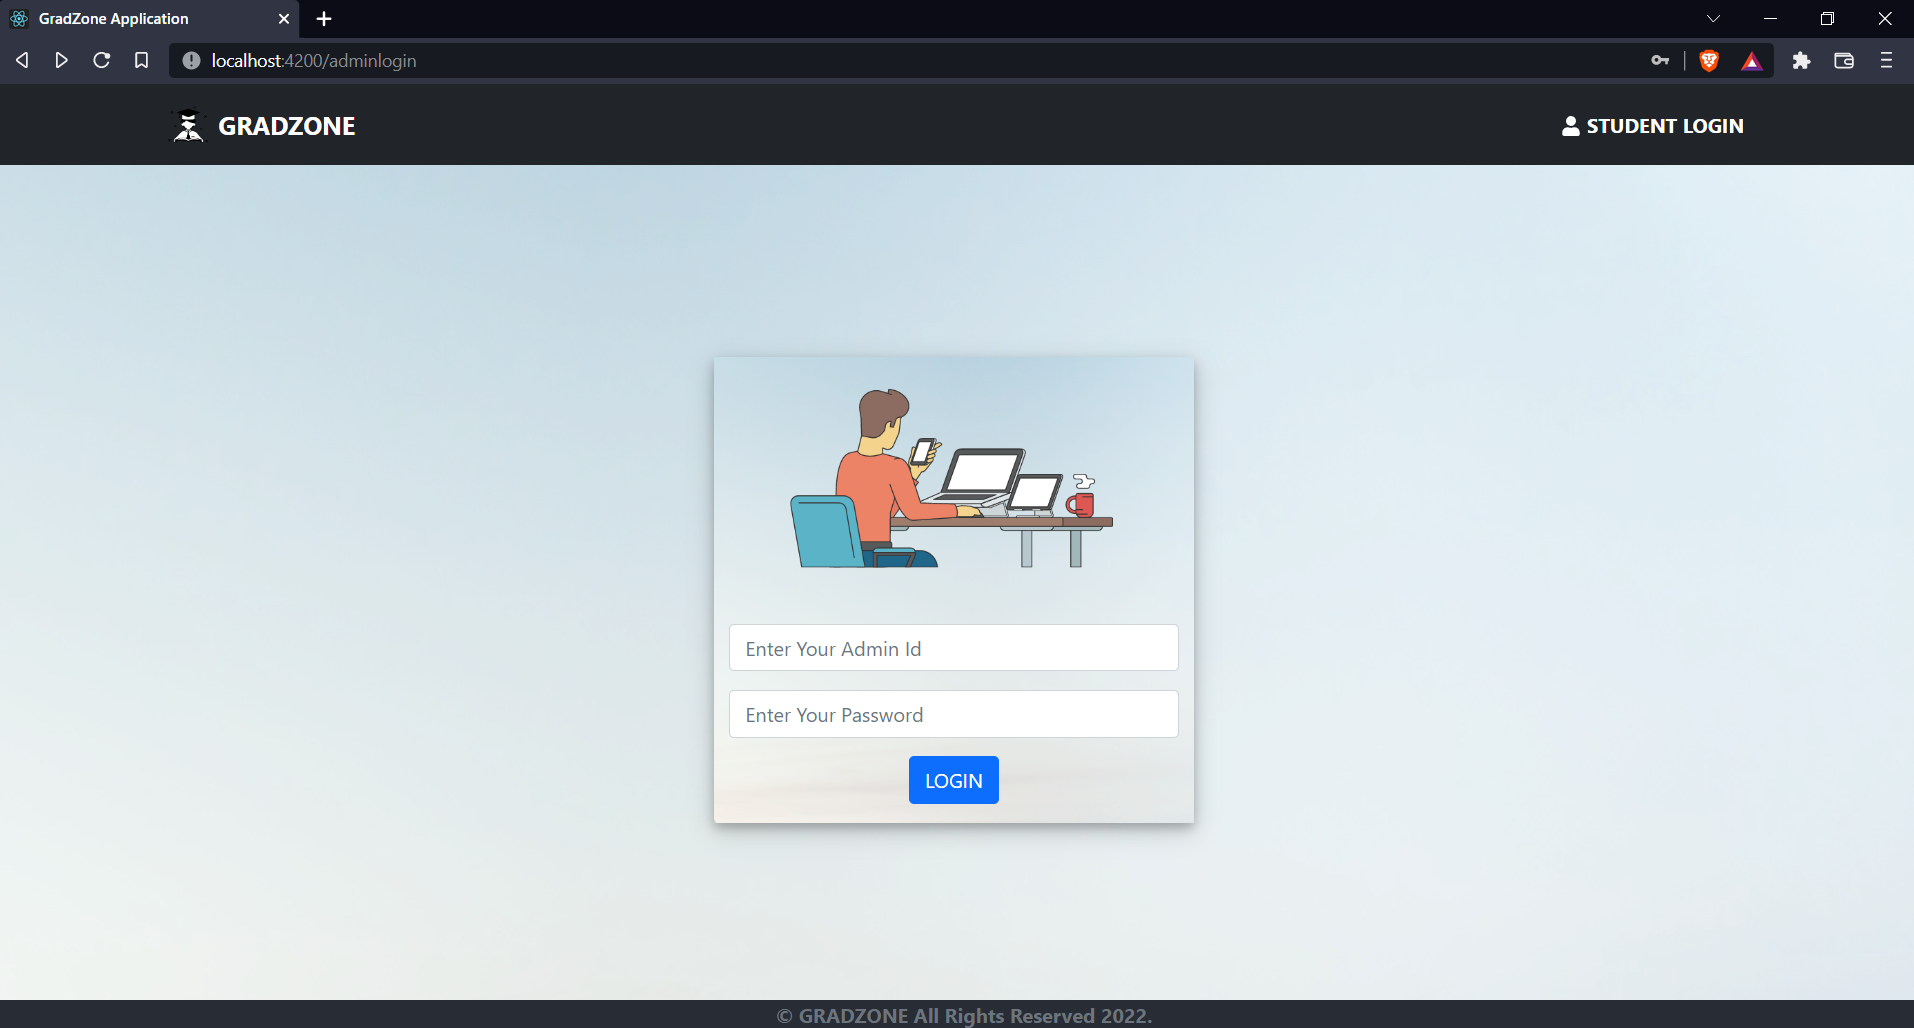 GradZone Application
localhost:4200/adminlogin
GRADZONE
STUDENT LOGIN
Enter Your Admin Id
Enter Your Password
LOGIN
© GRADZONE All Rights Reserved 2022.